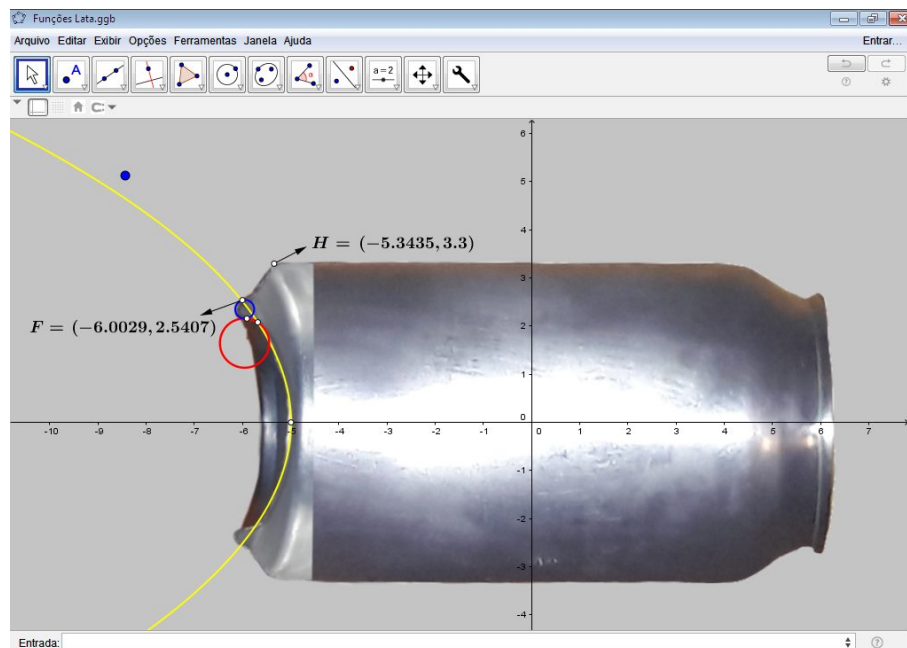 Funções Lata.ggb
Arquivo Editar Exibir Opções Ferramentas Janela Ajuda
Entrar...
A
a=2
6
5
4
H = (−5.3435, 3.3)
3
F = (−6.0029, 2.5407)
2
1
0
-10 -9 -8 -7 -6 -5 -4 -3 -2 -1 0 1 2 3 4 5 6 7
-1
-2
-3
-4
Entrada: